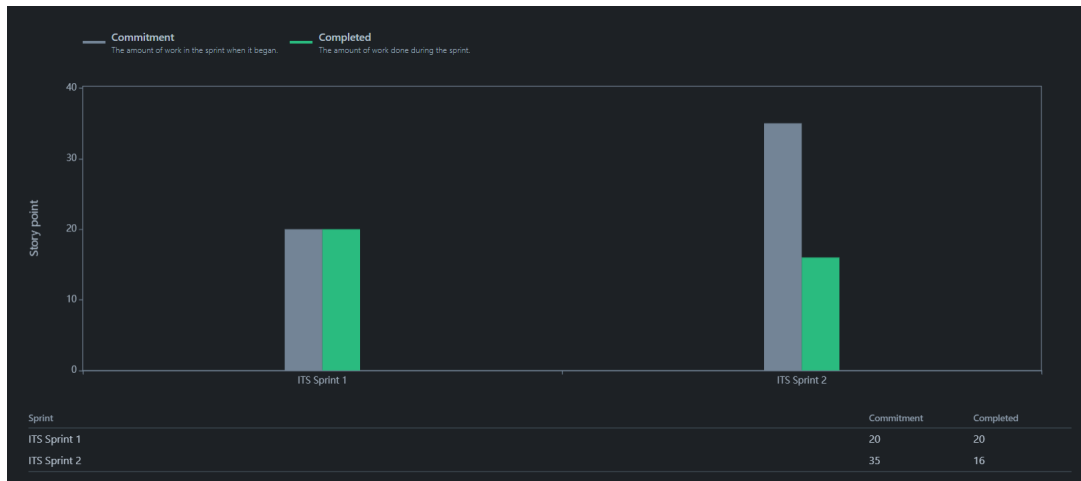 Commitment
The amount of work in the sprint when it began.
Completed
The amount of work done during the sprint.
Story point
40
30
20
10
0
ITS Sprint 1
ITS Sprint 2
Sprint Commitment Completed
ITS Sprint 1 20 20
ITS Sprint 2 35 16